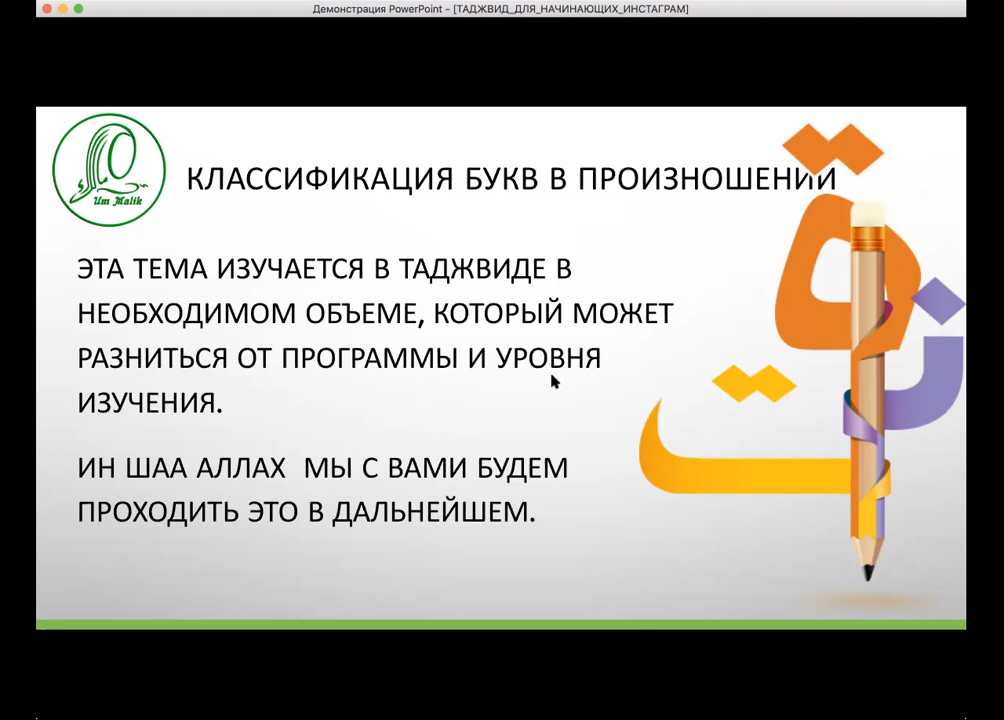 Демонстрация PowerPoint - [ТАДЖВИД_ДЛЯ_НАЧИНАЮЩИХ_ИНСТАГРАМ]
Um Malik
КЛАССИФИКАЦИЯ БУКВ В ПРОИЗНОШЕНИИ
ЭТА ТЕМА ИЗУЧАЕТСЯ В ТАДЖВИДЕ В
НЕОБХОДИМОМ ОБЪЕМЕ, КОТОРЫЙ МОЖЕТ
РАЗНИТЬСЯ ОТ ПРОГРАММЫ И УРОВНЯ
ИЗУЧЕНИЯ.
ИН ШАА АЛЛАХ  МЫ С ВАМИ БУДЕМ
ПРОХОДИТЬ ЭТО В ДАЛЬНЕЙШЕМ.